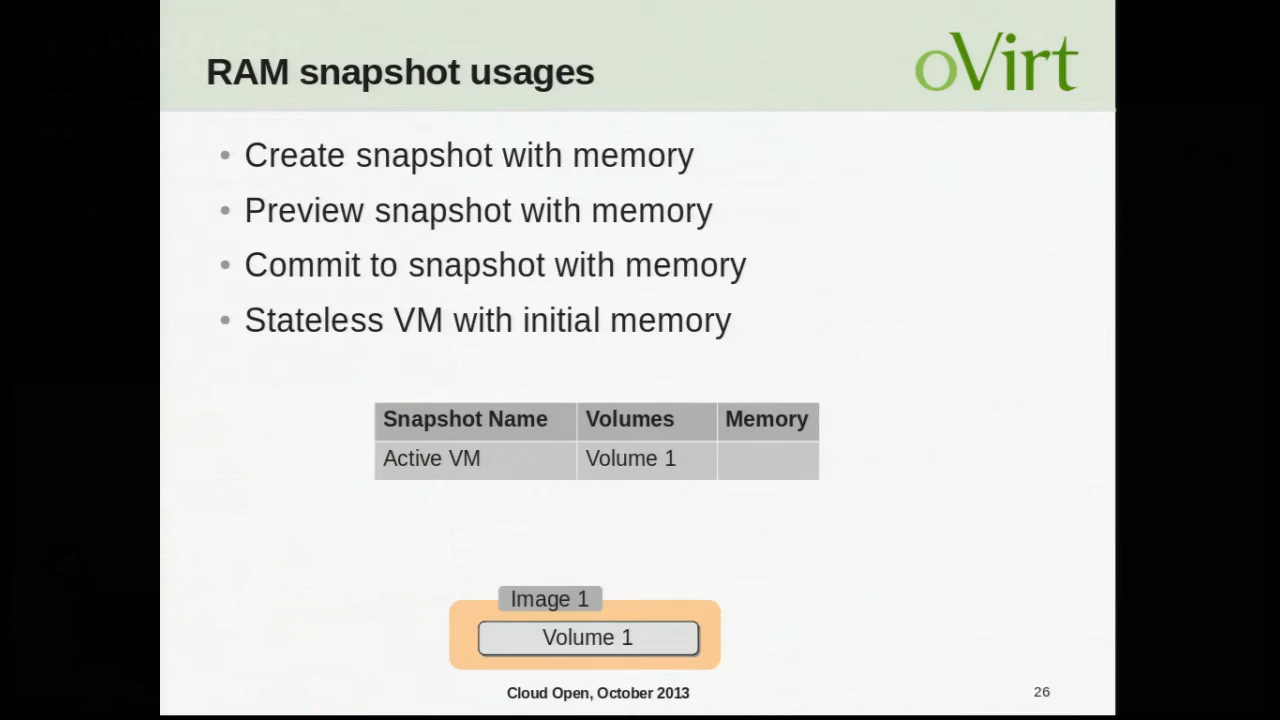 RAM snapshot usages
oVirt
• Create snapshot with memory
• Preview snapshot with memory
• Commit to snapshot with memory
• Stateless VM with initial memory
Snapshot Name Volumes Memory
Active VM Volume 1
Image 1
Volume 1
Cloud Open, October 2013
26